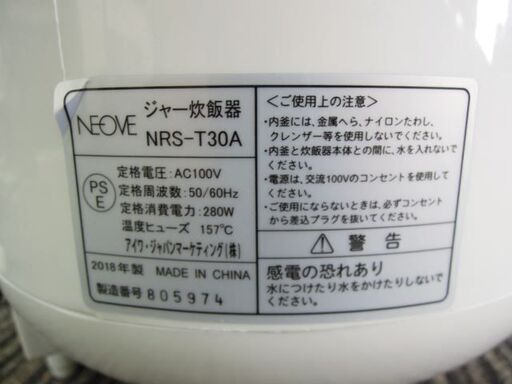 NEOVE
ジャー炊飯器
NRS-T30A
PS
E
定格電圧:AC100V
定格周波数:50/60Hz
定格消費電力:280W
温度ヒューズ 157℃
アイワ・ジャパンマーケティング(株)
2018年製 MADE IN CHINA
製造番号 805974
<ご使用上の注意>
・内釜には、金属へら、ナイロンたわし、
クレンザー等を使用しないでください。
・内釜と炊飯器本体との間に、水を入れない
でください。
・電源は、交流100Vのコンセントを使用して
ください。
・ご使用にならないときは、必ずコンセント
から差込プラグを抜いてください。
警告
感電の恐れあり
水につけたり水をかけたりしないで
ください。